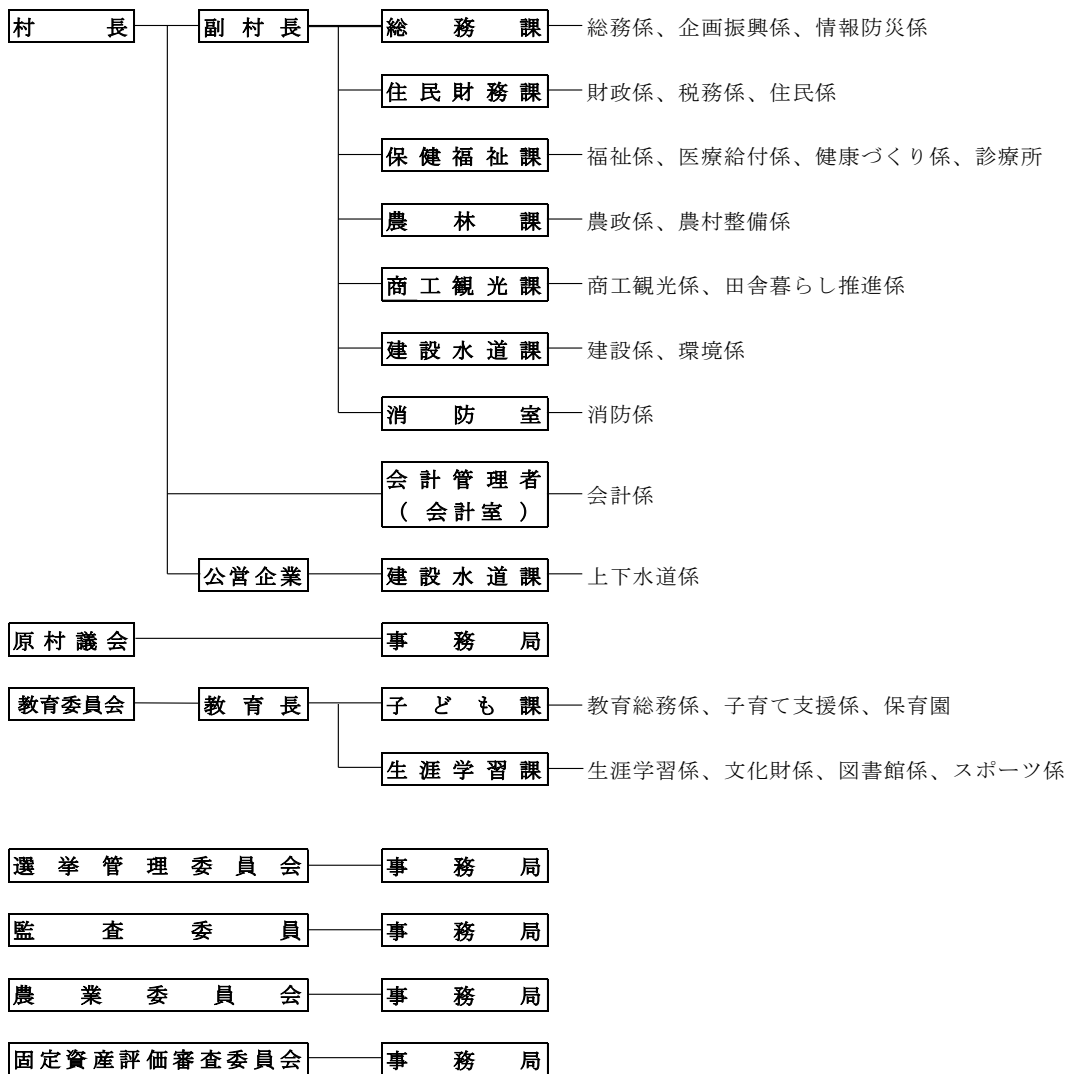 村長 副村長 総務課 総務係、企画振興係、情報防災係
住民財務課 財政係、税務係、住民係
保健福祉課 福祉係、医療給付係、健康づくり係、診療所
農林課 農政係、農村整備係
商工観光課 商工観光係、田舎暮らし推進係
建設水道課 建設係、環境係
消防室 消防係
会計管理者
(会計室) 会計係
公営企業 建設水道課 上下水道係
原村議会 事務局
教育委員会 教育長 子ども課 教育総務係、子育て支援係、保育園
生涯学習課 生涯学習係、文化財係、図書館係、スポーツ係
選挙管理委員会 事務局
監査委員 事務局
農業委員会 事務局
固定資産評価審査委員会 事務局